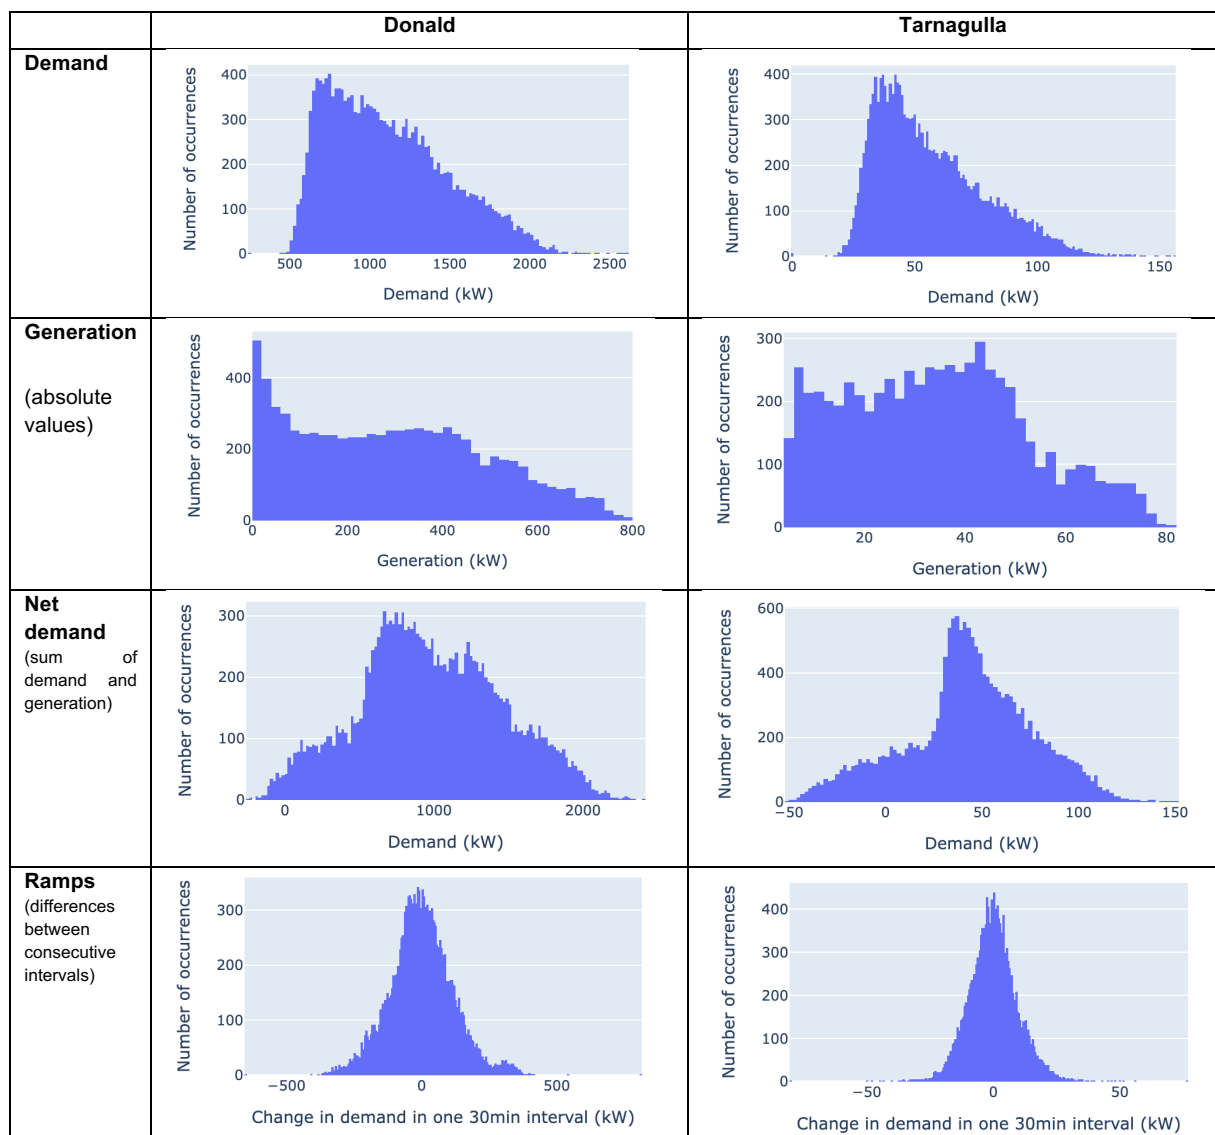 Donald
Tarnagulla
Demand
Number of occurrences
400
300
200
100
0
500
1000
1500
2000
2500
Demand (kW)
Number of occurrences
400
300
200
100
0
0
50
100
150
Demand (kW)
Generation
(absolute
values)
Number of occurrences
400
200
0
0
200
400
600
800
Generation (kW)
Number of occurrences
300
200
100
0
20
40
60
80
Generation (kW)
Net
demand
(sum of
demand and
generation)
Number of occurrences
300
200
100
0
0
1000
2000
Demand (kW)
Number of occurrences
600
400
200
0
−50
0
50
100
150
Demand (kW)
Ramps
(differences
between
consecutive
intervals)
Number of occurrences
300
200
100
0
−500
0
500
Change in demand in one 30min interval (kW)
Number of occurrences
400
300
200
100
0
−50
0
50
Change in demand in one 30min interval (kW)